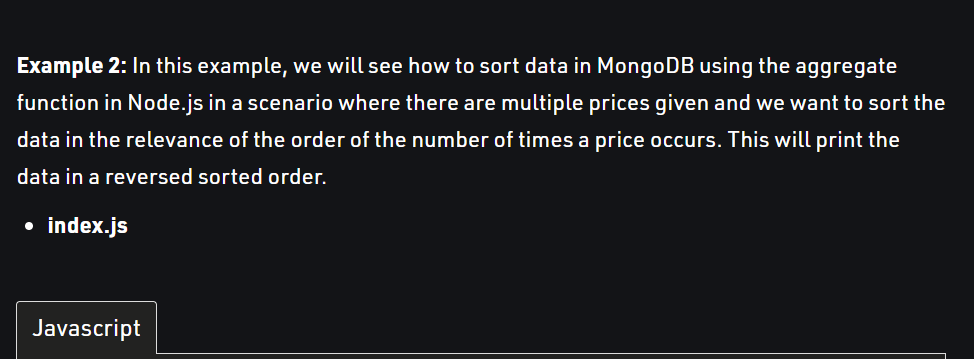 Example 2: In this example, we will see how to sort data in MongoDB using the aggregate
function in Node.js in a scenario where there are multiple prices given and we want to sort the
data in the relevance of the order of the number of times a price occurs. This will print the
data in a reversed sorted order.
• index.js
Javascript